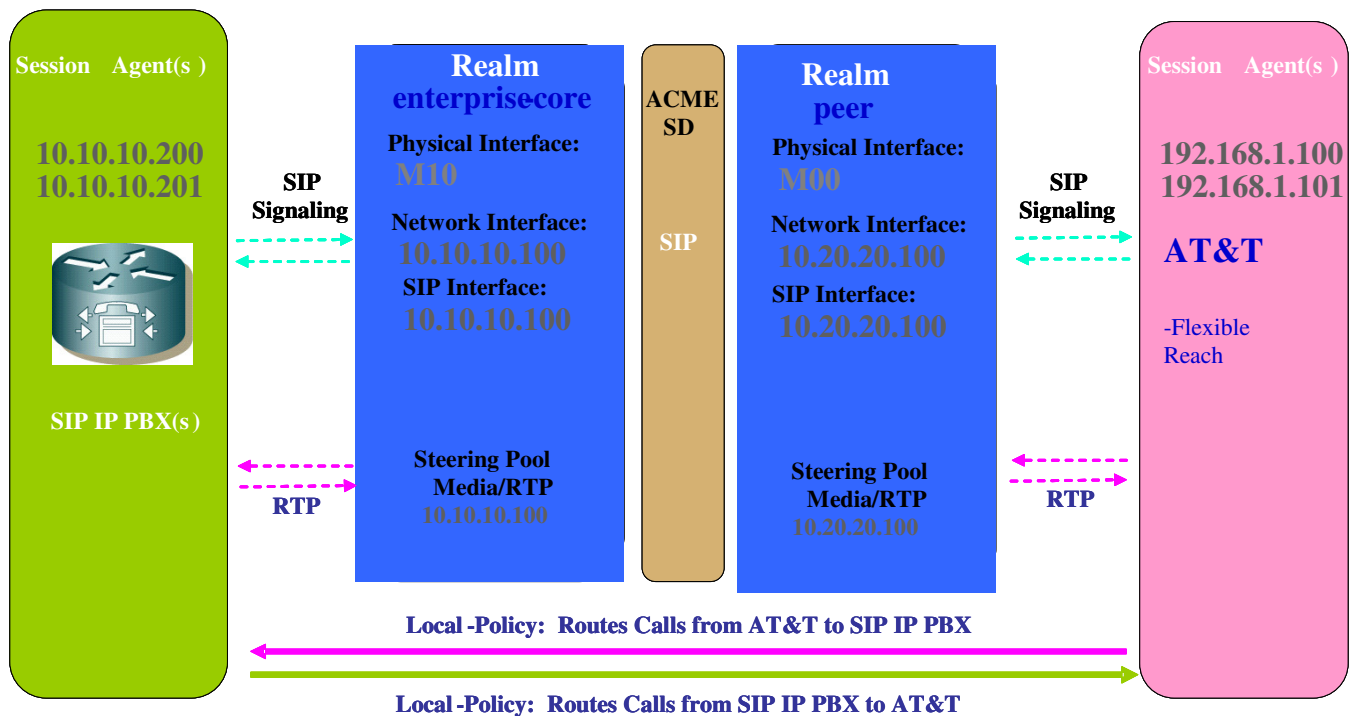 Session Agent(s )
10.10.10.200
10.10.10.201
SIP IP PBX(s )
SIP
Signaling
RTP
Realm
enterprise-core
Physical Interface:
M10
Network Interface:
10.10.10.100
SIP Interface:
10.10.10.100
Steering Pool
Media/RTP
10.10.10.100
ACME
SD
SIP
Realm
peer
Physical Interface:
M00
Network Interface:
10.20.20.100
SIP Interface:
10.20.20.100
Steering Pool
Media/RTP
10.20.20.100
SIP
Signaling
RTP
Session Agent(s )
192.168.1.100
192.168.1.101
AT&T
-Flexible
Reach
Local -Policy: Routes Calls from AT&T to SIP IP PBX
Local -Policy: Routes Calls from SIP IP PBX to AT&T